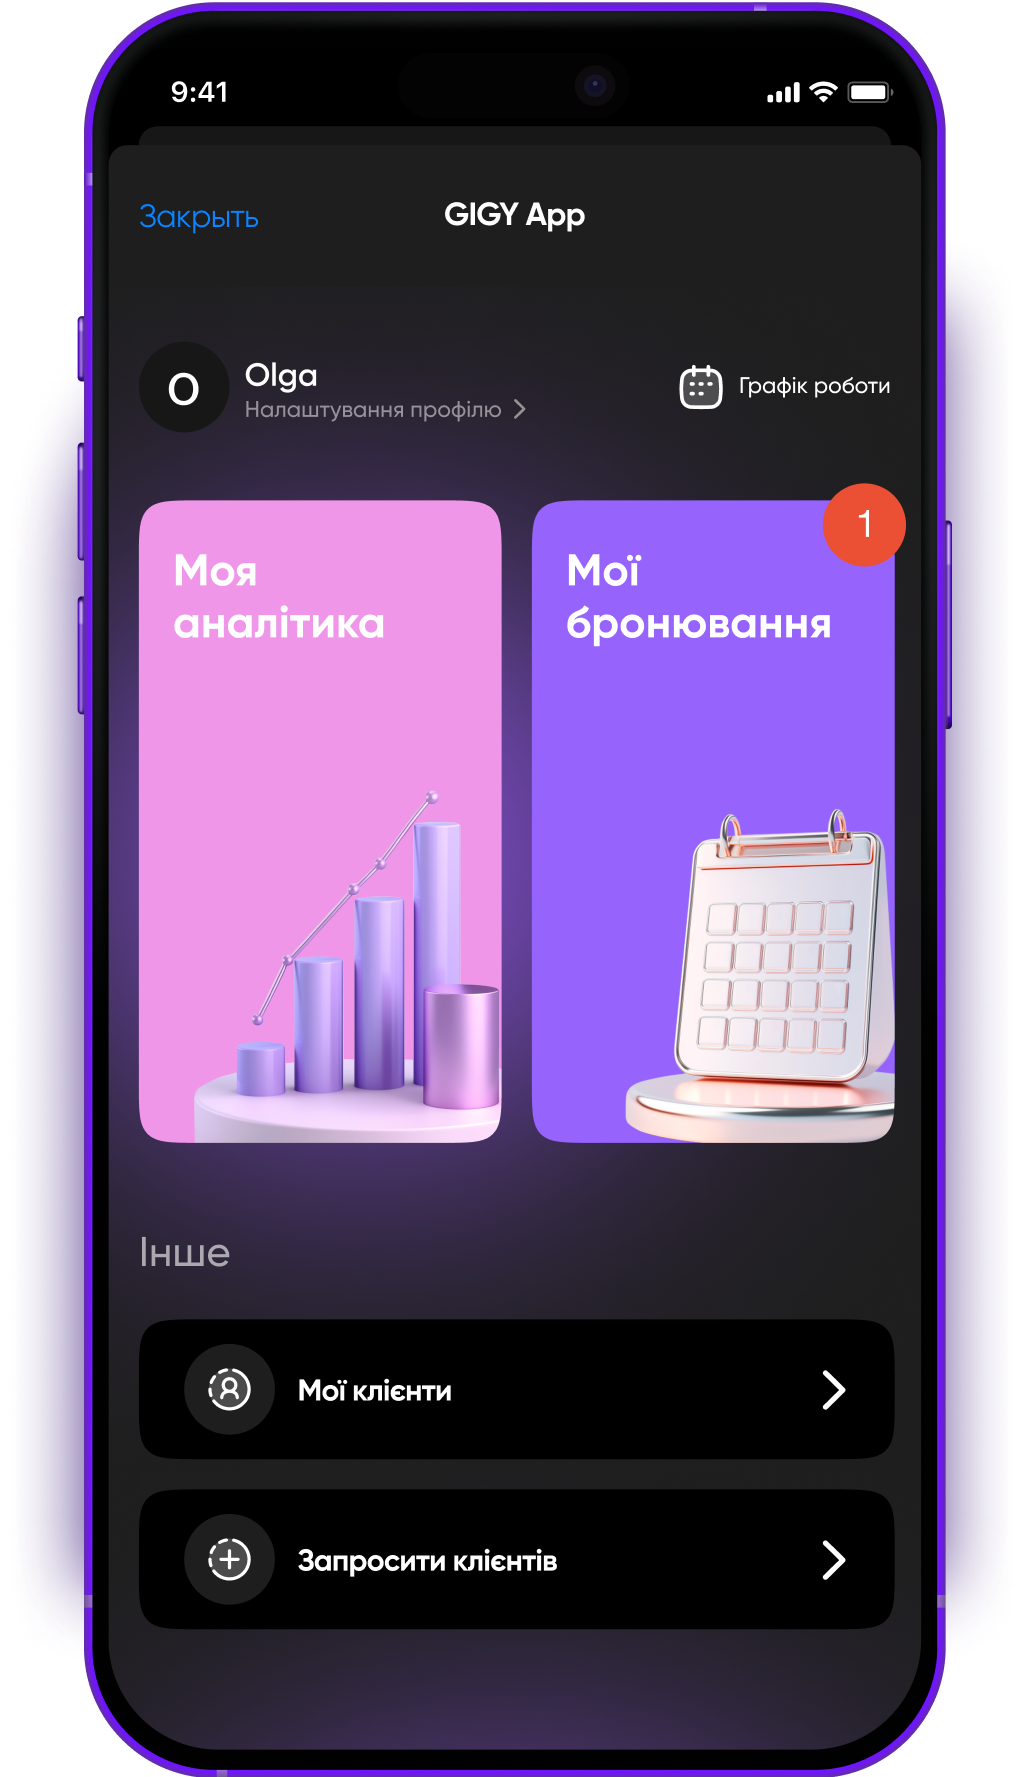 9:41
Закрыть
GIGY App
O
Olga
Налаштування профілю
Графік роботи
Моя
аналітика
Мої
бронювання
1
Інше
Мої клієнти
Запросити клієнтів